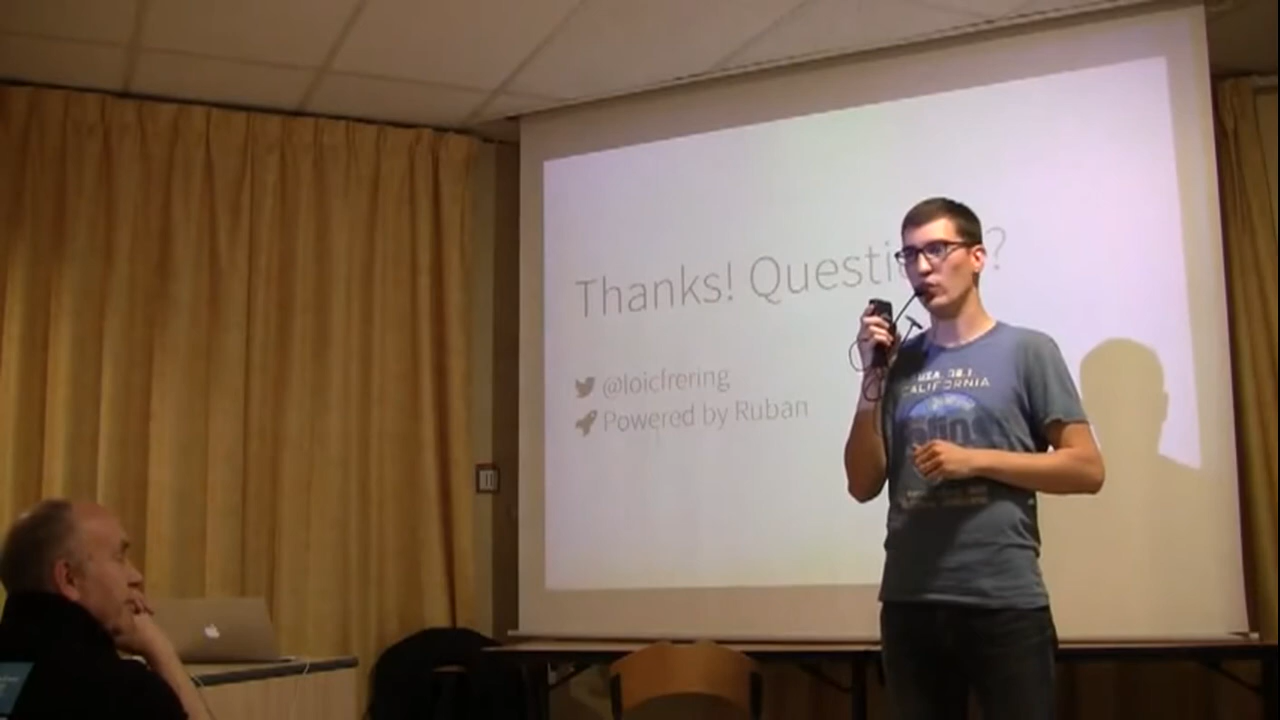 Thanks! Questi ?
@loicfrering
Powered by Ruban
CALIFORNIA